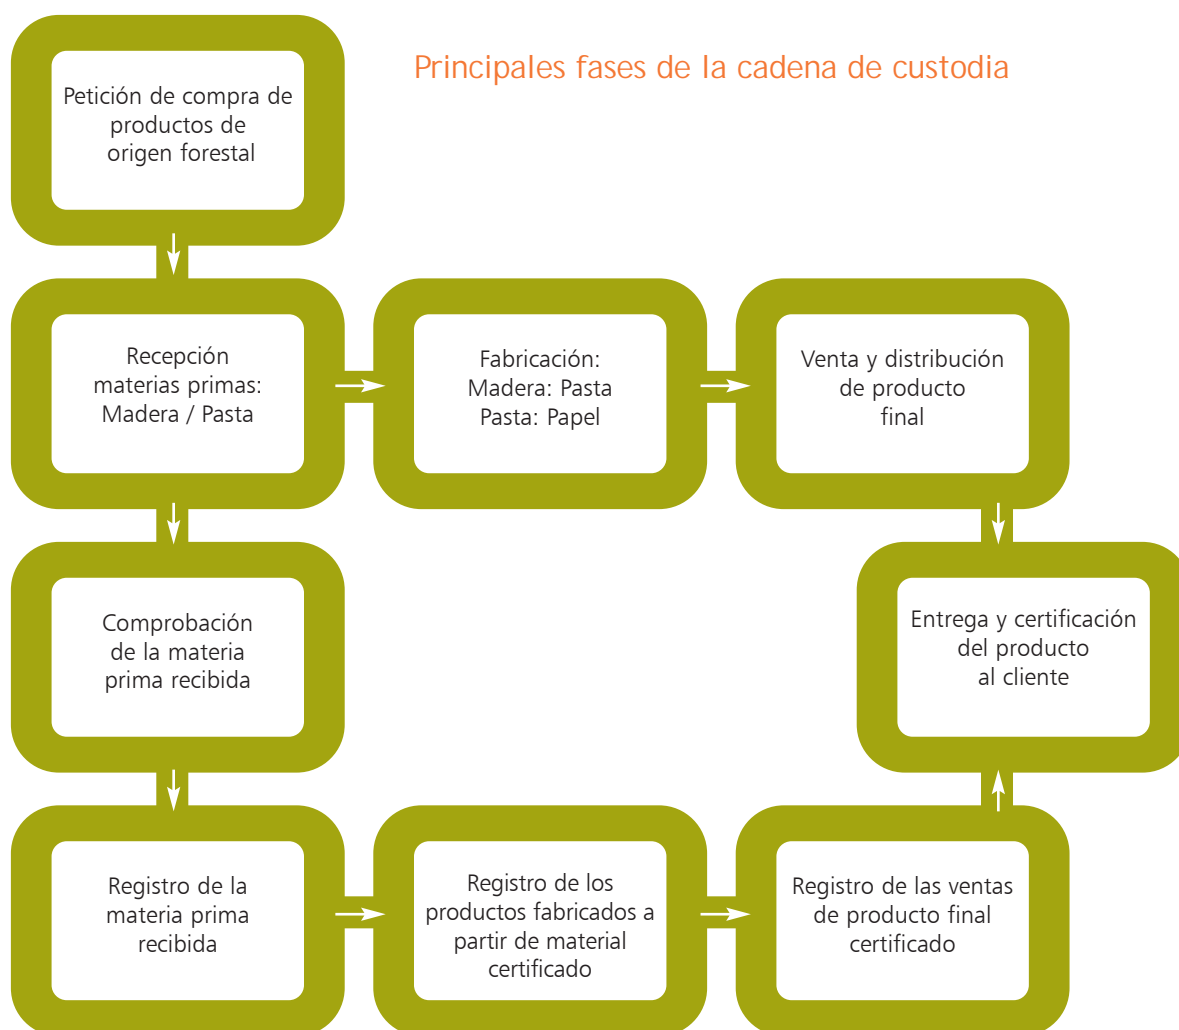 Principales fases de la cadena de custodia
Petición de compra de
productos de
origen forestal
Recepción
materias primas:
Madera / Pasta
Fabricación:
Madera: Pasta
Pasta: Papel
Venta y distribución
de producto
final
Comprobación
de la materia
prima recibida
Entrega y certificación
del producto
al cliente
Registro de la
materia prima
recibida
Registro de los
productos fabricados a
partir de material
certificado
Registro de las ventas
de producto final
certificado